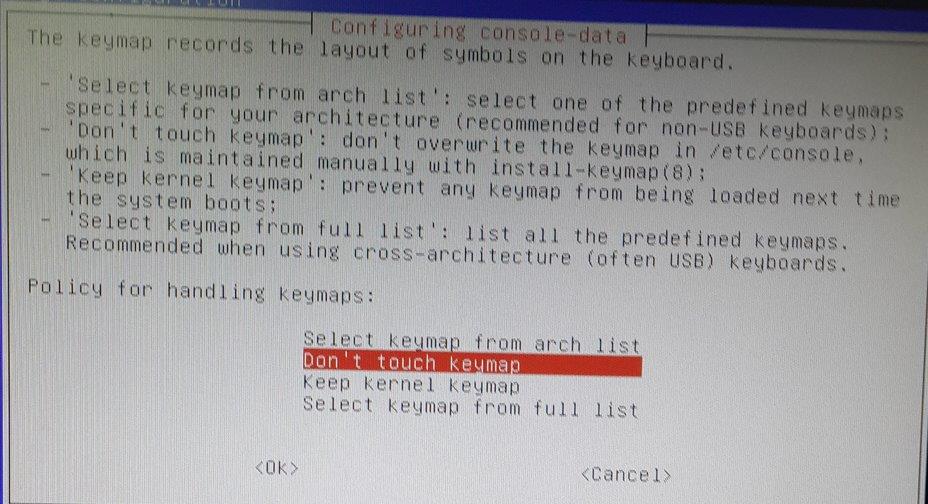 Configuring console-data
The keymap records the layout of symbols on the keyboard.
- 'Select keymap from arch list': select one of the predefined keymaps
specific for your architecture (recommended for non-USB keyboards);
- 'Don't touch keymap': don't overwrite the keymap in /etc/console,
which is maintained manually with install-keymap(8);
- 'Keep kernel keymap': prevent any keymap from being loaded next time
the system boots;
- 'Select keymap from full list': list all the predefined keymaps.
Recommended when using cross-architecture (often USB) keyboards.
Policy for handling keymaps:
Select keymap from arch list
Don't touch keymap
Keep kernel keymap
Select keymap from full list
<Ok> <Cancel>